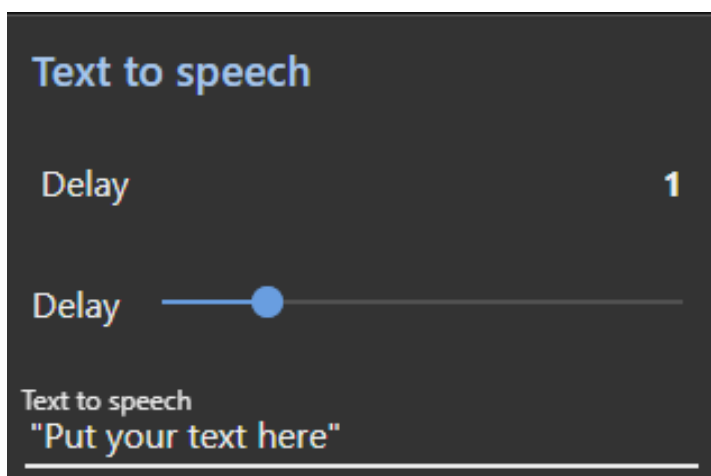 Text to speech
Delay 1
Delay
Text to speech
"Put your text here"